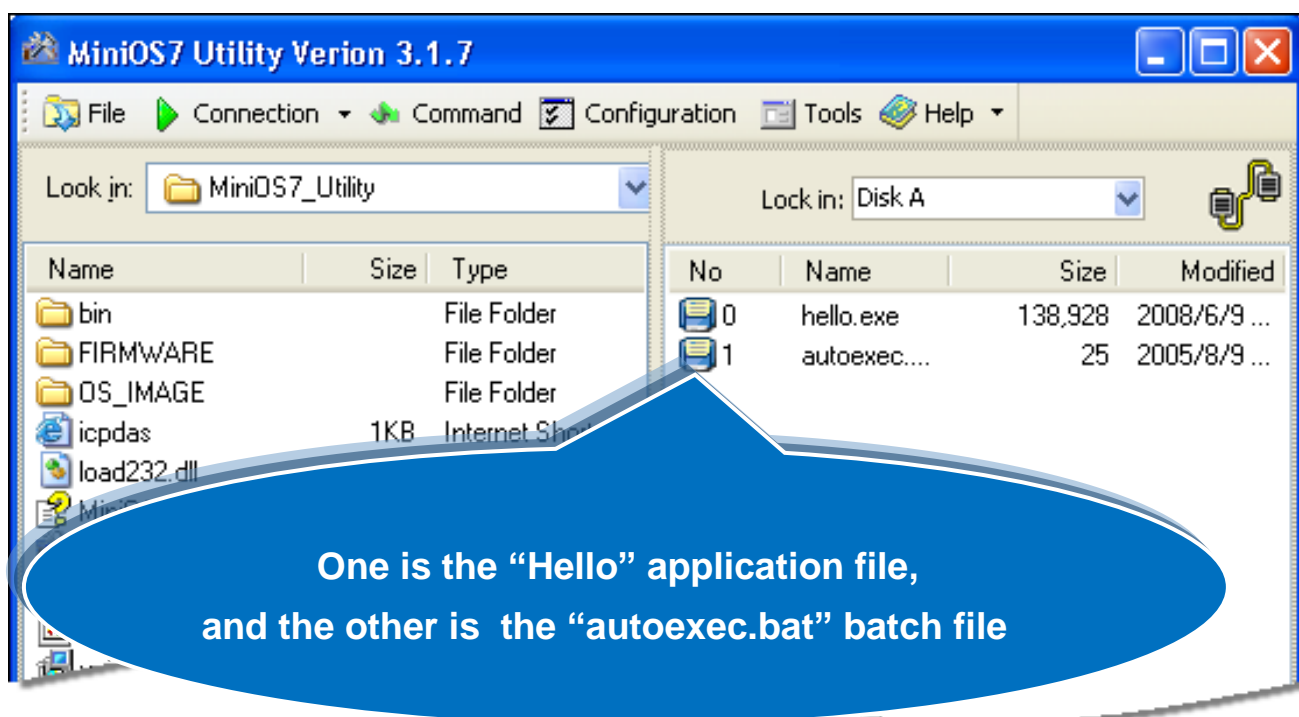 MiniOS7 Utility Verion 3.1.7
File Connection Command Configuration Tools Help
Look in: MiniOS7_Utility
Lock in: Disk A
Name Size Type
No Name Size Modified
bin File Folder
0 hello.exe 138,928 2008/6/9 ...
FIRMWARE File Folder
1 autoexec.... 25 2005/8/9 ...
OS_IMAGE File Folder
icpdas 1KB Internet Short
load232.dll
One is the “Hello” application file,
and the other is the “autoexec.bat” batch file